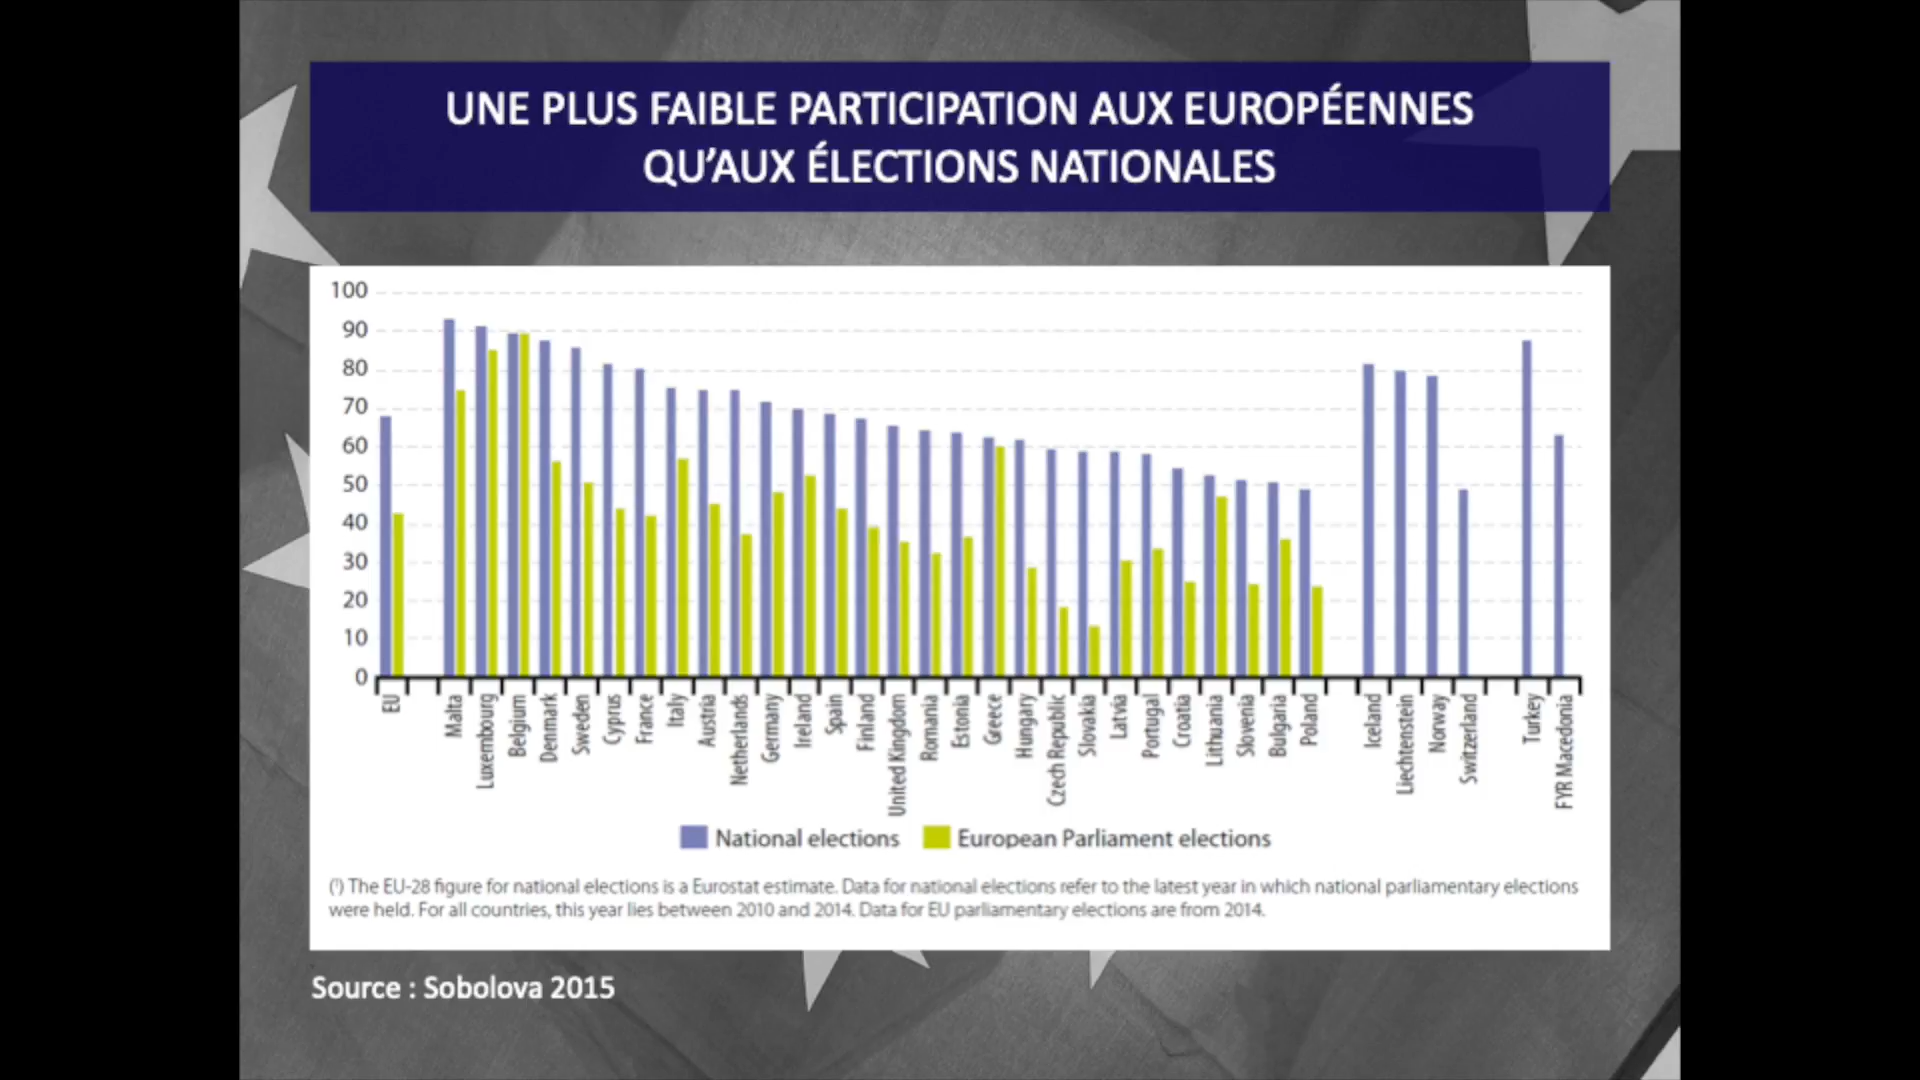 UNE PLUS FAIBLE PARTICIPATION AUX EUROPÉENNES
QU’AUX ÉLECTIONS NATIONALES
100
90
80
70
60
50
40
30
20
10
0
EU
Malta
Luxembourg
Belgium
Denmark
Sweden
Cyprus
France
Italy
Austria
Netherlands
Germany
Ireland
Spain
Finland
United Kingdom
Romania
Estonia
Greece
Hungary
Czech Republic
Slovakia
Latvia
Portugal
Croatia
Lithuania
Slovenia
Bulgaria
Poland
Iceland
Liechtenstein
Norway
Switzerland
Turkey
FYR Macedonia
National elections
European Parliament elections
(¹) The EU-28 figure for national elections is a Eurostat estimate. Data for national elections refer to the latest year in which national parliamentary elections
were held. For all countries, this year lies between 2010 and 2014. Data for EU parliamentary elections are from 2014.
Source : Sobolova 2015